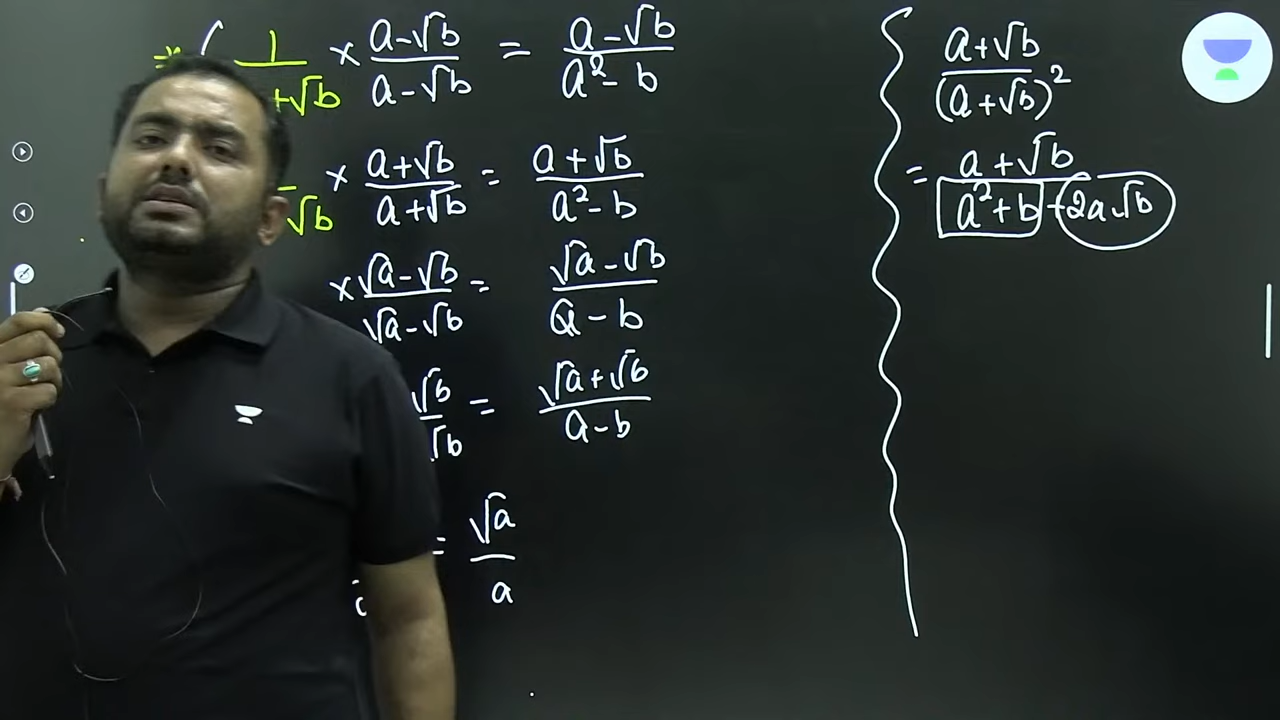 1/ +√b × a-√b/a-√b = a-√b/a²-b
√b × a+√b/a+√b = a+√b/a²-b
× √a-√b/√a-√b = √a-√b/a-b
√b/√b = √a+√b/a-b
= √a/a
a+√b/(a+√b)²
= a+√b/a²+b+2a√b